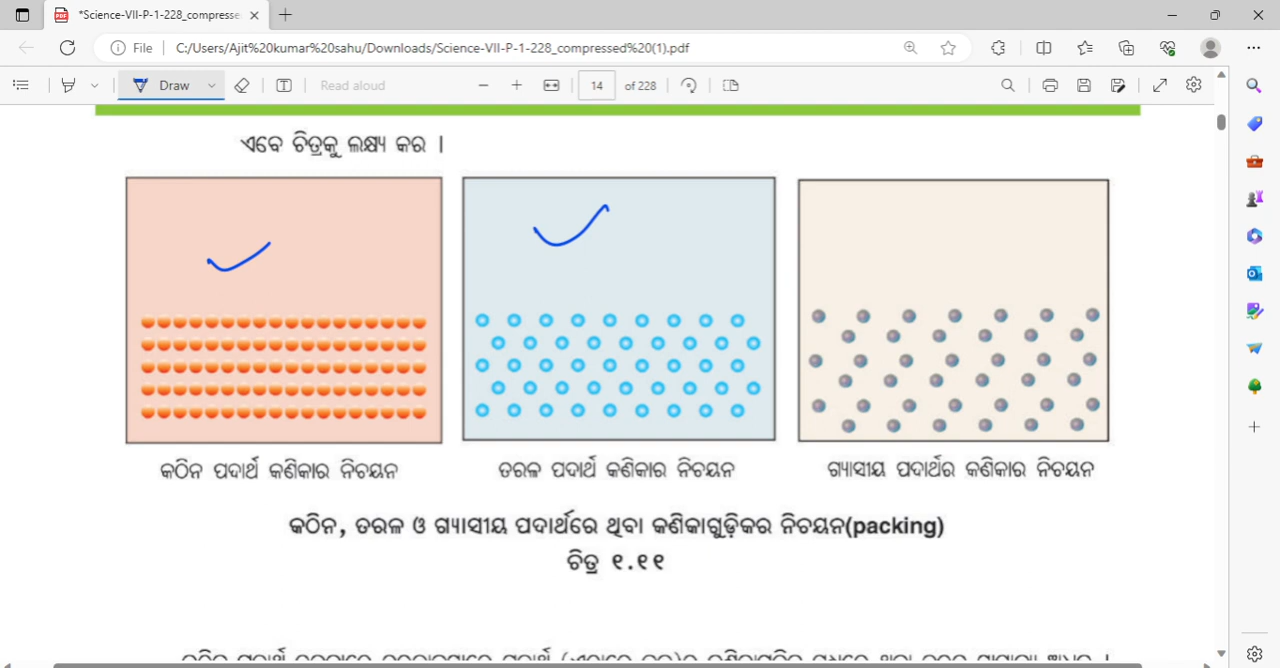 *Science-VII-P-1-228_compresse
File
C:/Users/Ajit%20kumar%20sahu/Downloads/Science-VII-P-1-228_compressed%20(1).pdf
Draw
Read aloud
14 of 228
ଏବେ ଚିତ୍ରକୁ ଲକ୍ଷ୍ୟ କର ।
କଠିନ ପଦାର୍ଥ କଣିକାର ନିଚୟନ
ତରଳ ପଦାର୍ଥ କଣିକାର ନିଚୟନ
ଗ୍ୟାସୀୟ ପଦାର୍ଥର କଣିକାର ନିଚୟନ
କଠିନ, ତରଳ ଓ ଗ୍ୟାସୀୟ ପଦାର୍ଥରେ ଥିବା କଣିକାଗୁଡ଼ିକର ନିଚୟନ(packing)
ଚିତ୍ର ୧.୧୧